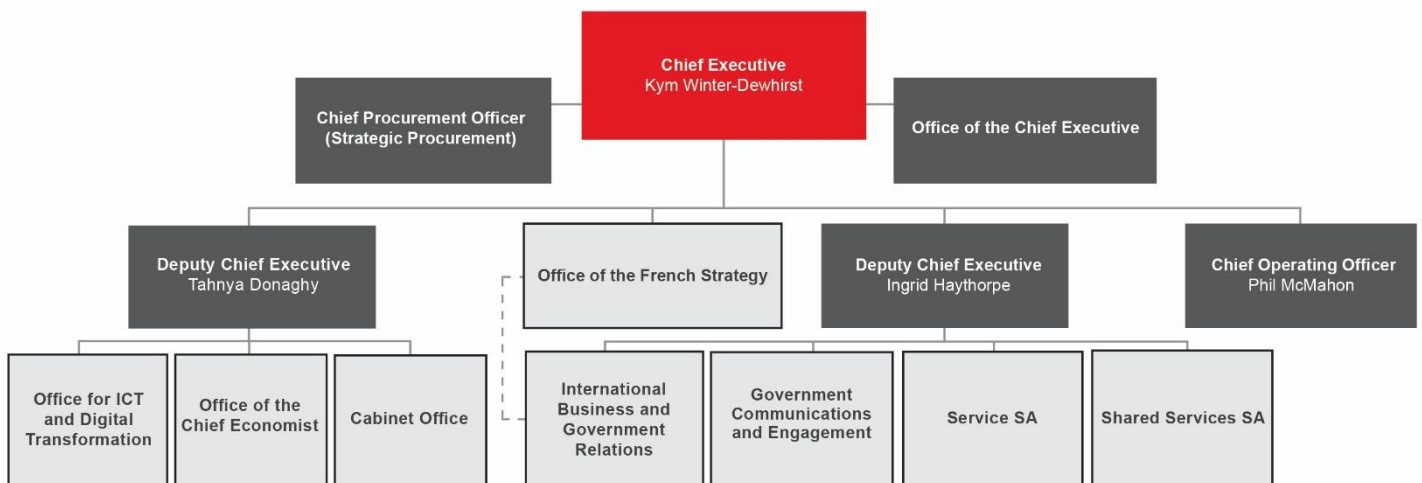 Chief Executive
Kym Winter-Dewhirst
Chief Procurement Officer
(Strategic Procurement)
Office of the Chief Executive
Deputy Chief Executive
Tahnya Donaghy
Office of the French Strategy
Deputy Chief Executive
Ingrid Haythorpe
Chief Operating Officer
Phil McMahon
Office for ICT
and Digital
Transformation
Office of the
Chief Economist
Cabinet Office
International
Business and
Government
Relations
Government
Communications
and Engagement
Service SA
Shared Services SA